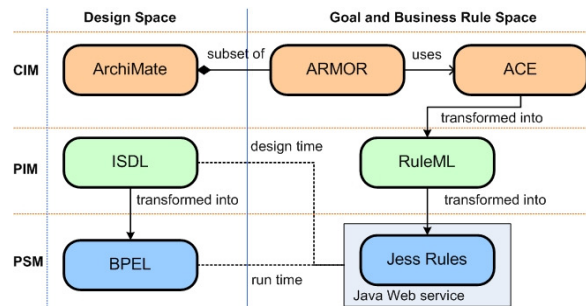 Design Space
Goal and Business Rule Space
CIM
ArchiMate
subset of
ARMOR
uses
ACE
transformed into
PIM
ISDL
design time
RuleML
transformed into
transformed into
PSM
BPEL
run time
Jess Rules
Java Web service